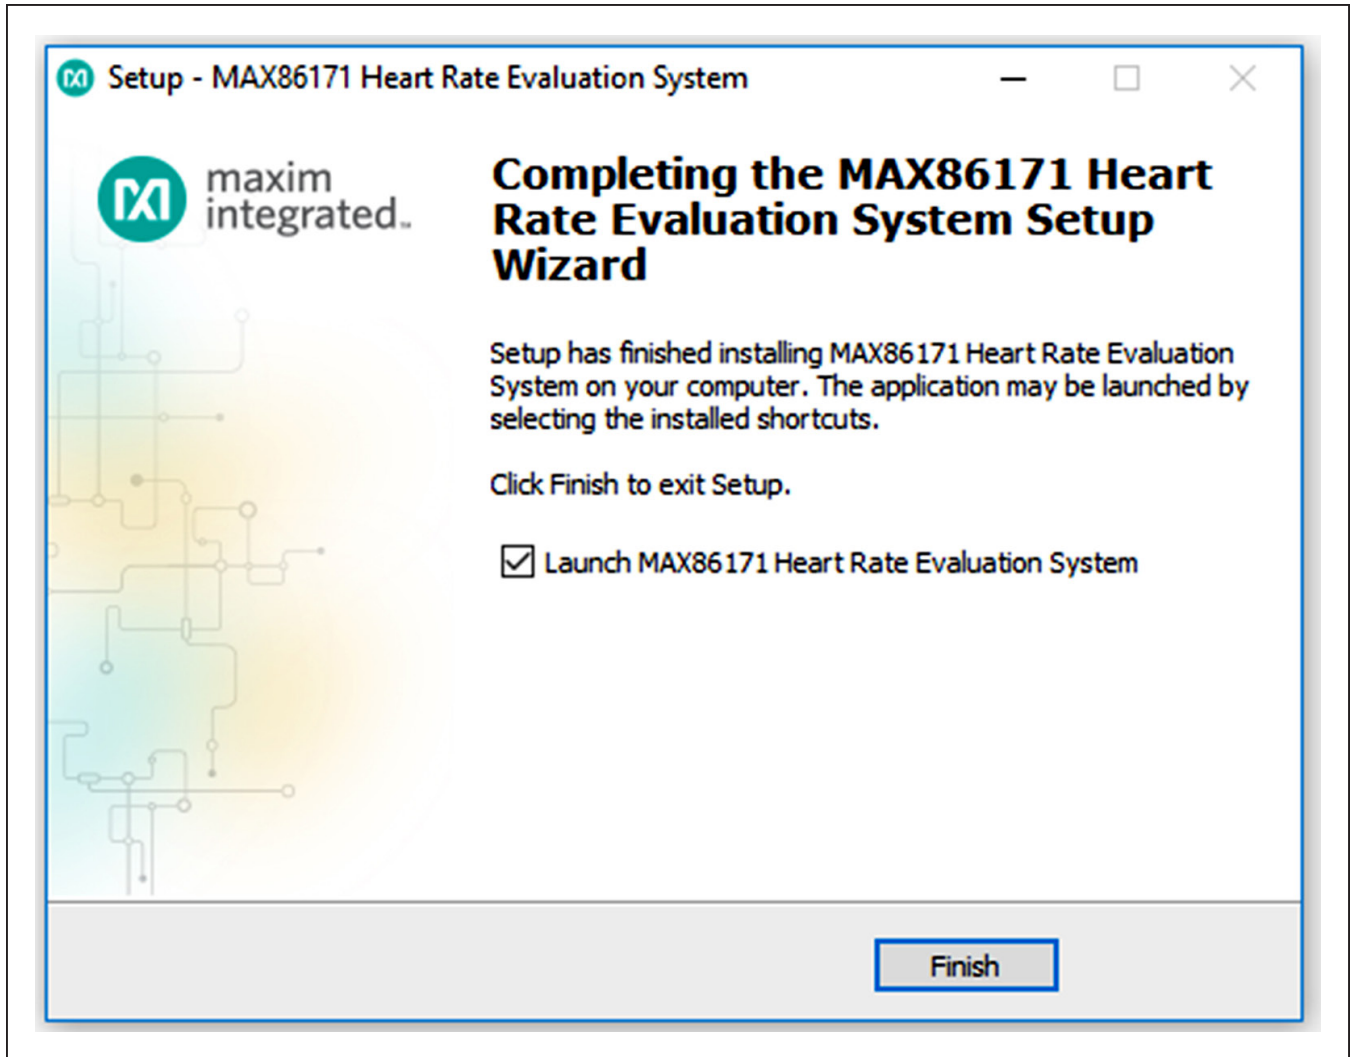 Setup - MAX86171 Heart Rate Evaluation System
maxim
integrated™
Completing the MAX86171 Heart
Rate Evaluation System Setup
Wizard
Setup has finished installing MAX86171 Heart Rate Evaluation
System on your computer. The application may be launched by
selecting the installed shortcuts.
Click Finish to exit Setup.
Launch MAX86171 Heart Rate Evaluation System
Finish